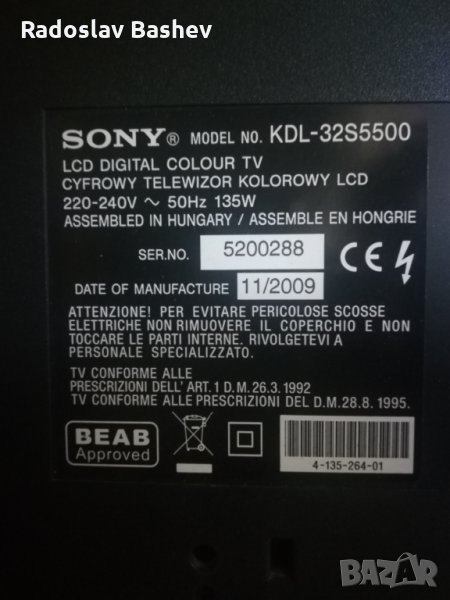 Radoslav Bashev
SONY® MODEL NO. KDL-32S5500
LCD DIGITAL COLOUR TV
CYFROWY TELEWIZOR KOLOROWY LCD
220-240V ~ 50Hz 135W
ASSEMBLED IN HUNGARY / ASSEMBLE EN HONGRIE
SER.NO. 5200288
CE
DATE OF MANUFACTURE 11/2009
ATTENZIONE! PER EVITARE PERICOLOSE SCOSSE
ELETTRICHE NON RIMUOVERE IL COPERCHIO E NON
TOCCARE LE PARTI INTERNE. RIVOLGETEVI A
PERSONALE SPECIALIZZATO.
TV CONFORME ALLE
PRESCRIZIONI DELL' ART.1 D.M.26.3.1992
TV CONFORME ALLE PRESCRIZIONI DEL D.M.28.8.1995.
BEAB
Approved
4-135-264-01
BAZAR